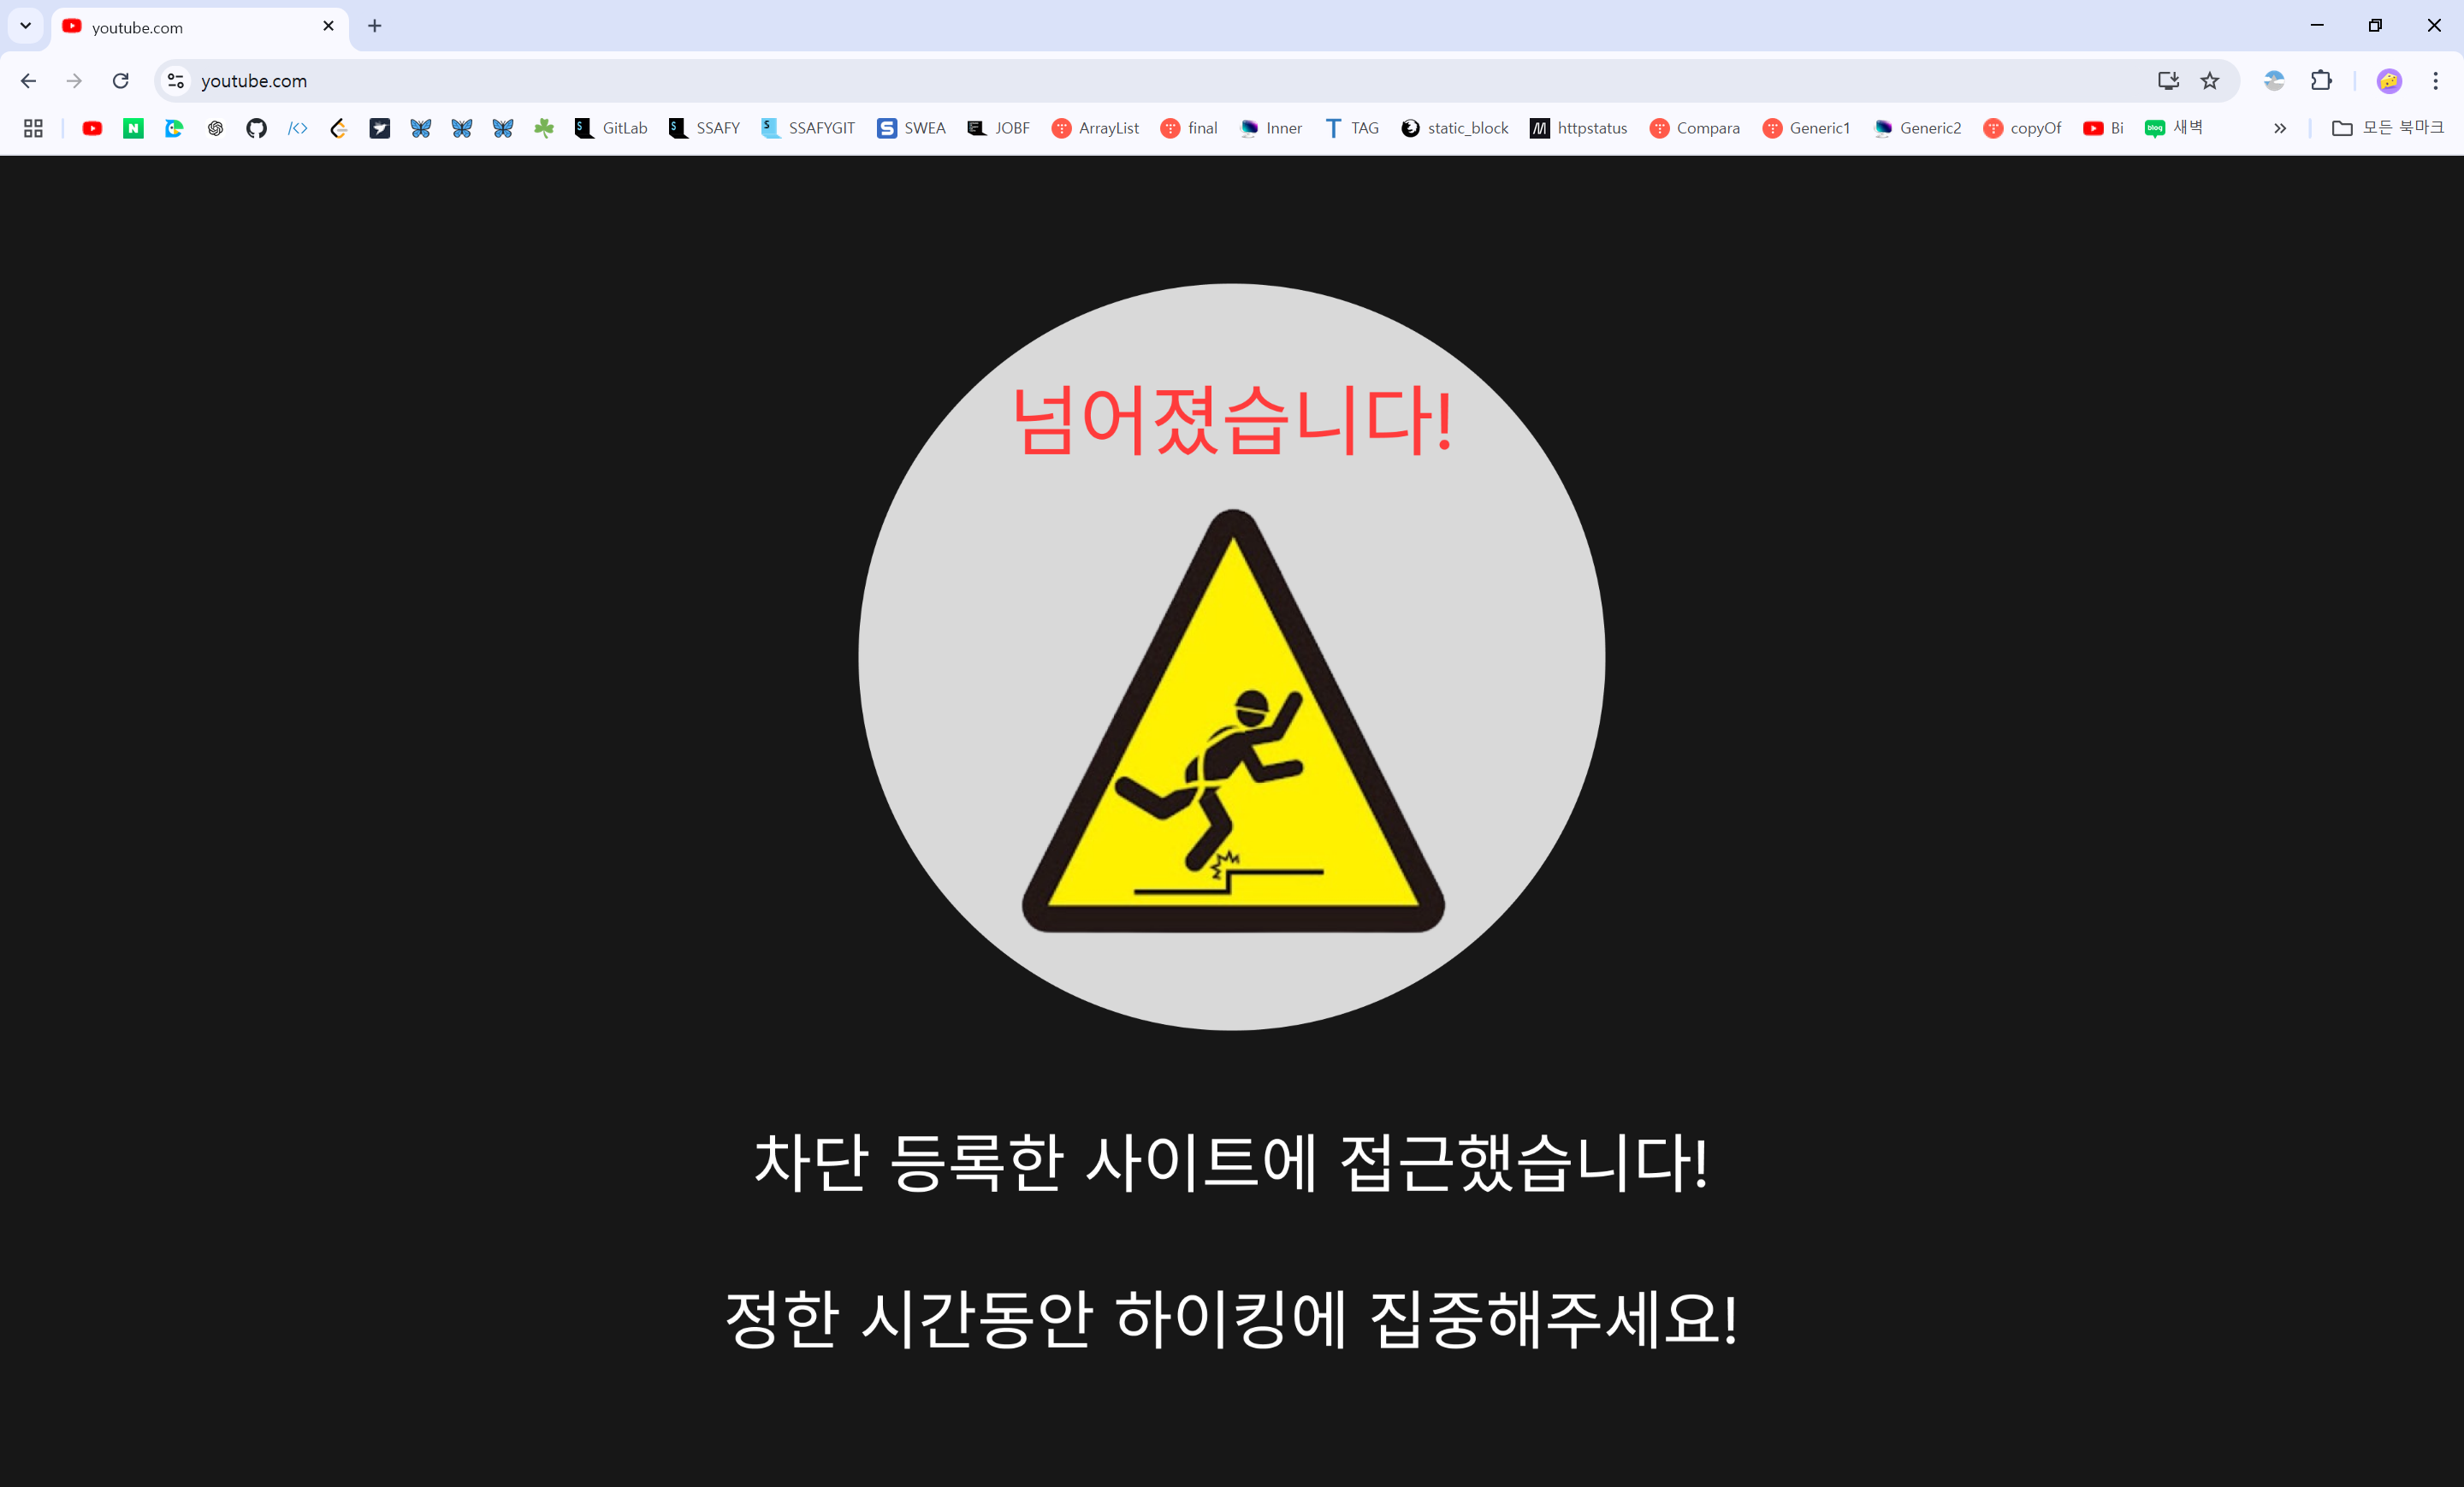 youtube.com
youtube.com
GitLab SSAFY SSAFYGIT SWEA JOBF ArrayList final Inner TAG static_block httpstatus Compara Generic1 Generic2 copyOf Bi 새벽 모든 북마크
넘어졌습니다!
차단 등록한 사이트에 접근했습니다!
정한 시간동안 하이킹에 집중해주세요!